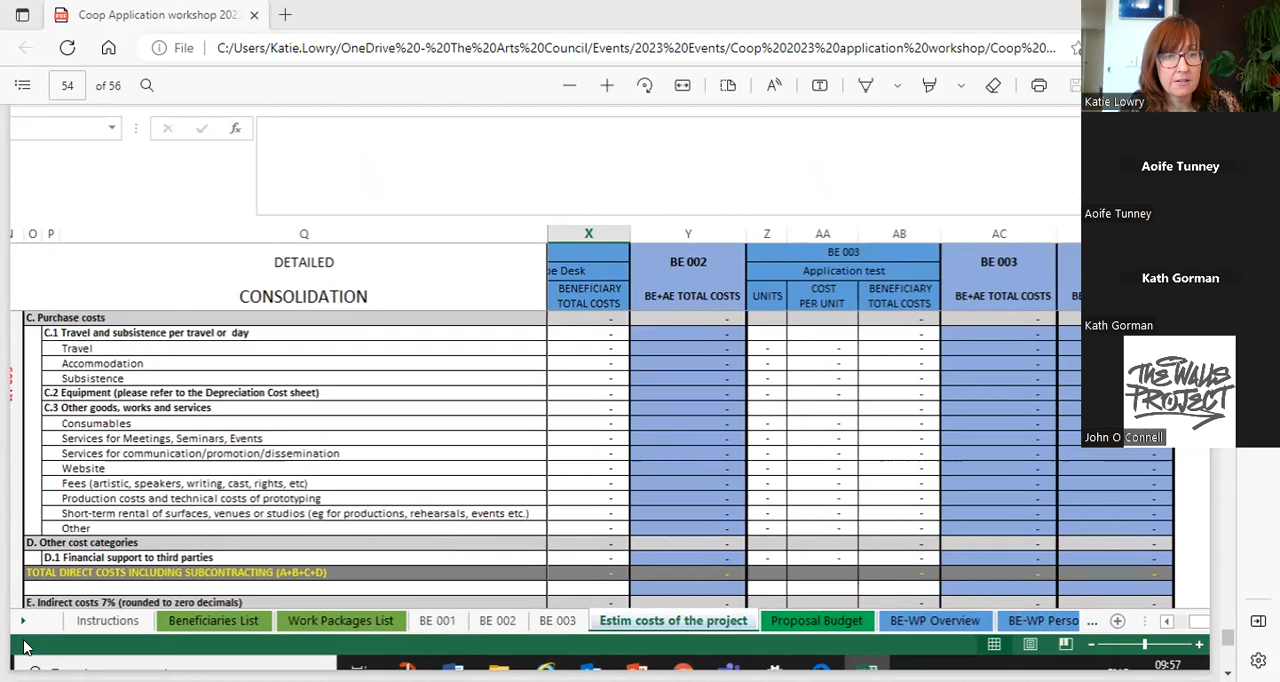 Coop Application workshop 202
File C:/Users/Katie.Lowry/OneDrive%20-%20The%20Arts%20Council/Events/2023%20Events/Coop%202023%20application%20workshop/Coop%20...
54 of 56
fx
O P Q X Y Z AA AB AC
DETAILED
CONSOLIDATION
pe Desk
BENEFICIARY
TOTAL COSTS
BE 002
BE+AE TOTAL COSTS
BE 003
Application test
UNITS
COST
PER UNIT
BENEFICIARY
TOTAL COSTS
BE 003
BE+AE TOTAL COSTS
C. Purchase costs
C.1 Travel and subsistence per travel or day
Travel
Accommodation
Subsistence
C.2 Equipment (please refer to the Depreciation Cost sheet)
C.3 Other goods, works and services
Consumables
Services for Meetings, Seminars, Events
Services for communication/promotion/dissemination
Website
Fees (artistic, speakers, writing, cast, rights, etc)
Production costs and technical costs of prototyping
Short-term rental of surfaces, venues or studios (eg for productions, rehearsals, events etc.)
Other
D. Other cost categories
D.1 Financial support to third parties
TOTAL DIRECT COSTS INCLUDING SUBCONTRACTING (A+B+C+D)
E. Indirect costs 7% (rounded to zero decimals)
Instructions Beneficiaries List Work Packages List BE 001 BE 002 BE 003 Estim costs of the project Proposal Budget BE-WP Overview BE-WP Perso ...
09:57
Katie Lowry
Aoife Tunney
Aoife Tunney
Kath Gorman
Kath Gorman
THE WALLS
PROJECT
John O Connell